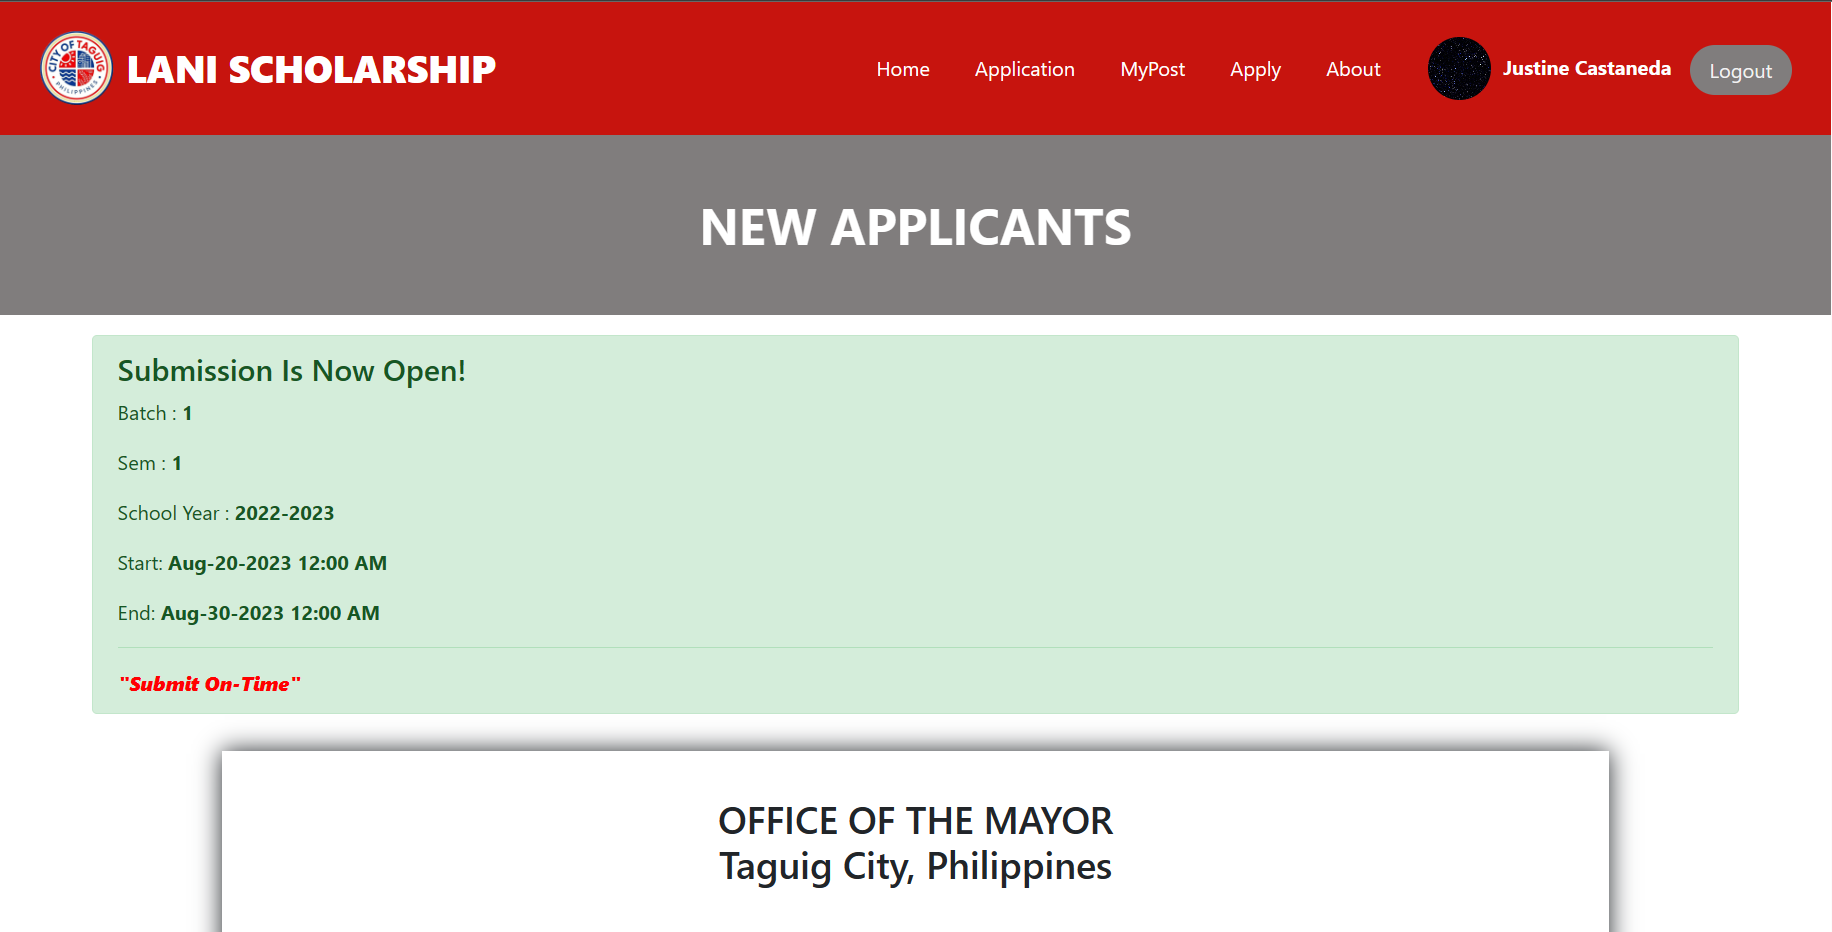 CITY OF TAGUIG
PHILIPPINES
LANI SCHOLARSHIP
Home
Application
MyPost
Apply
About
Justine Castaneda
Logout
NEW APPLICANTS
Submission Is Now Open!
Batch : 1
Sem : 1
School Year : 2022-2023
Start: Aug-20-2023 12:00 AM
End: Aug-30-2023 12:00 AM
"Submit On-Time"
OFFICE OF THE MAYOR
Taguig City, Philippines